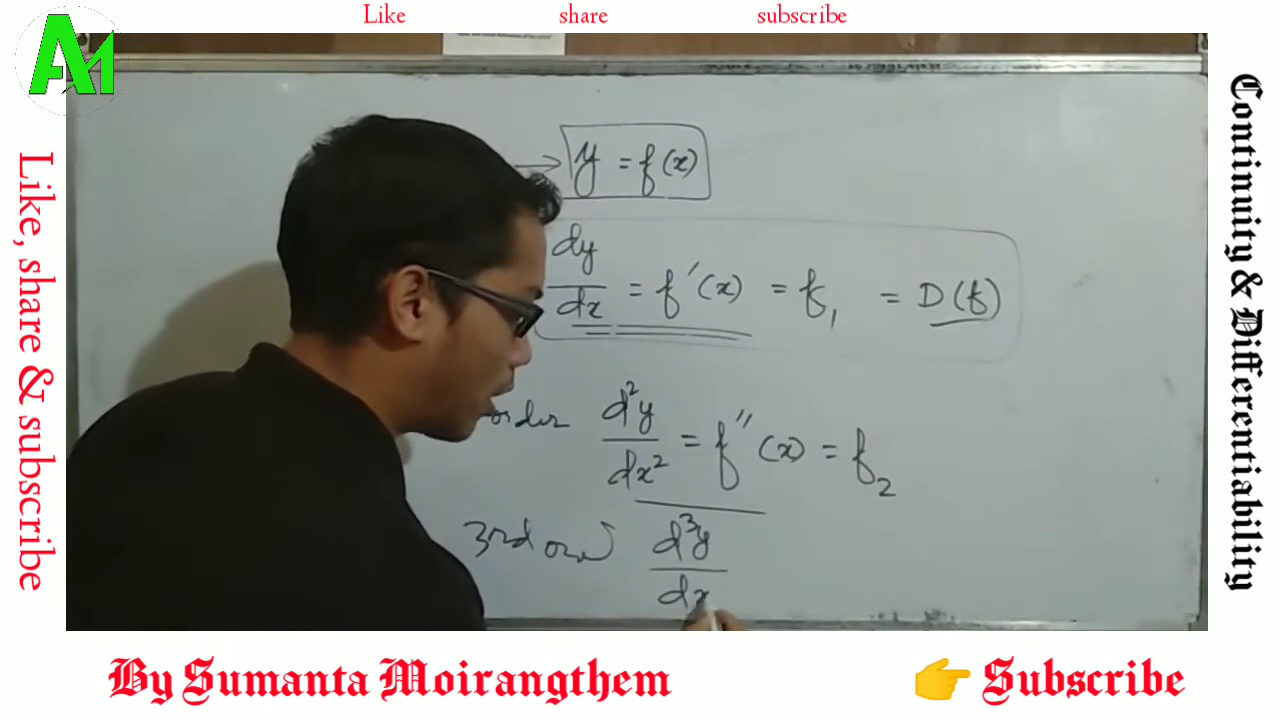 Like share subscribe
AM
Like, share & subscribe
y = f(x)
dy/dx = f′(x) = f₁ = D(f)
order d²y/dx² = f″(x) = f₂
3rd d³y/dx
Continuity & Differentiability
By Sumanta Moirangthem
👉 Subscribe